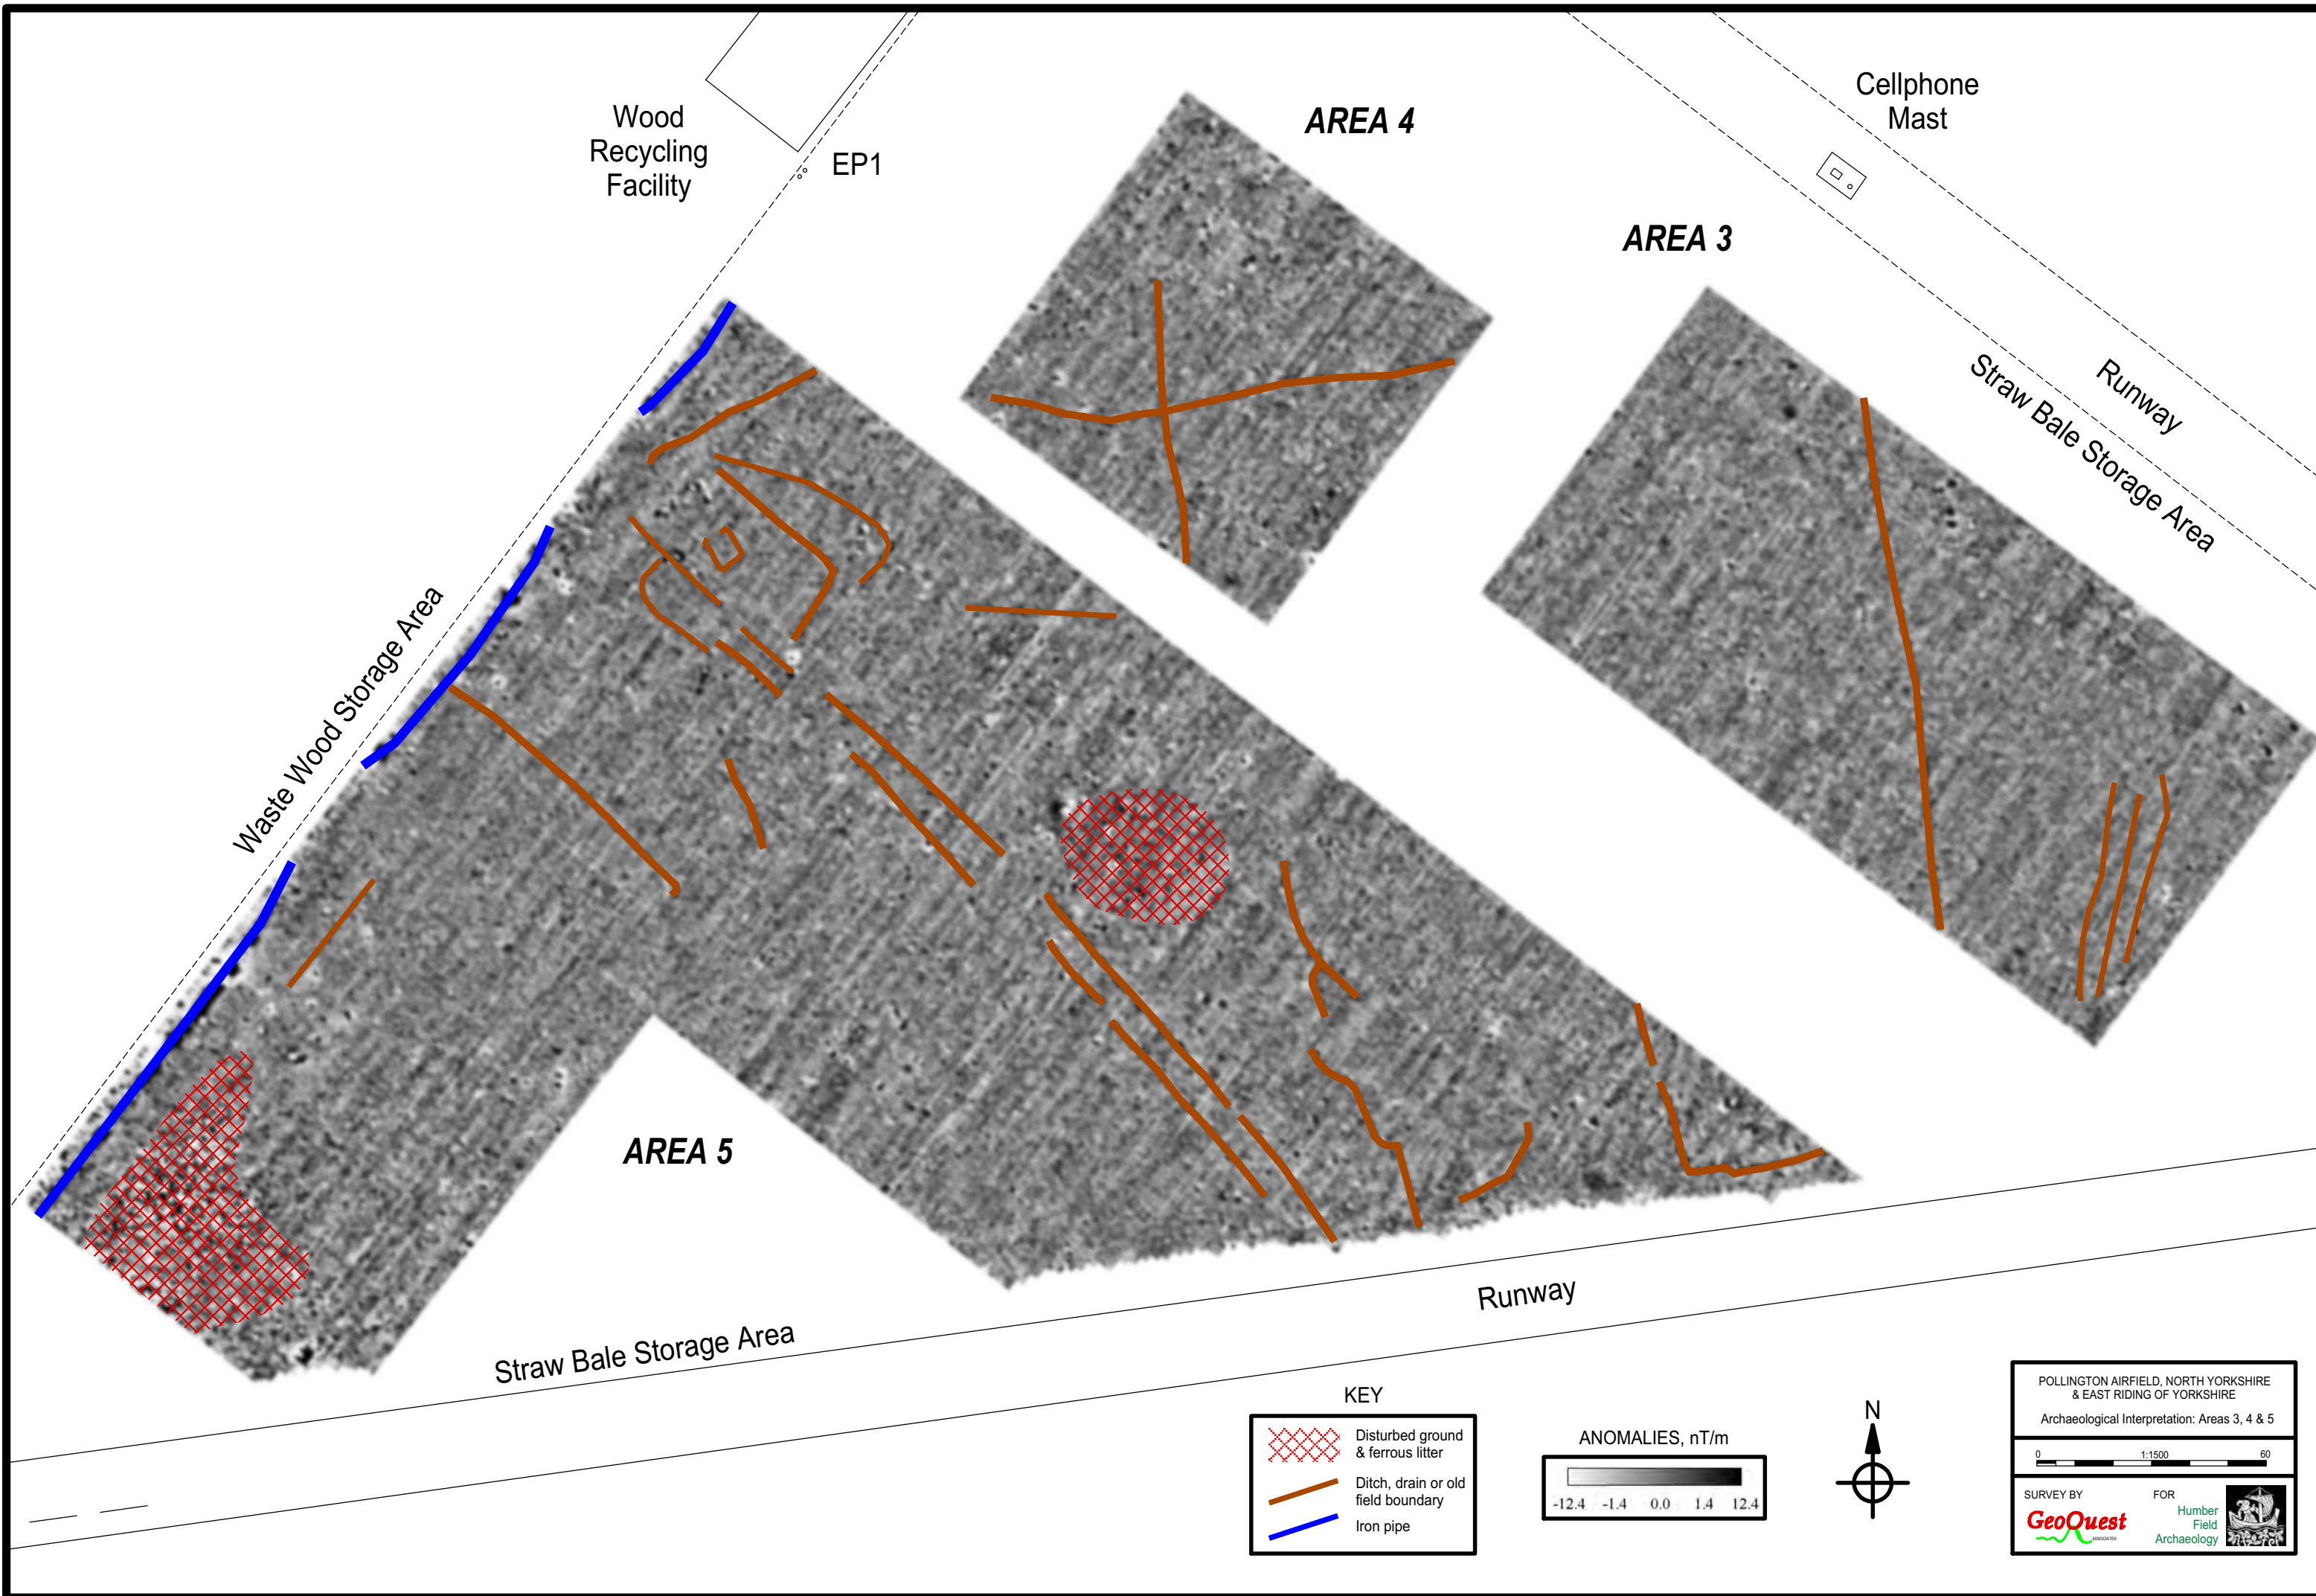 Wood
Recycling
Facility
EP1
AREA 4
Cellphone
Mast
AREA 3
Runway
Straw Bale Storage Area
Waste Wood Storage Area
AREA 5
Straw Bale Storage Area
Runway
KEY
Disturbed ground
& ferrous litter
Ditch, drain or old
field boundary
Iron pipe
ANOMALIES, nT/m
-12.4 -1.4 0.0 1.4 12.4
N
POLLINGTON AIRFIELD, NORTH YORKSHIRE
& EAST RIDING OF YORKSHIRE
Archaeological Interpretation: Areas 3, 4 & 5
0 1:1500 60
SURVEY BY
GeoQuest
ASSOCIATES
FOR
Humber
Field
Archaeology